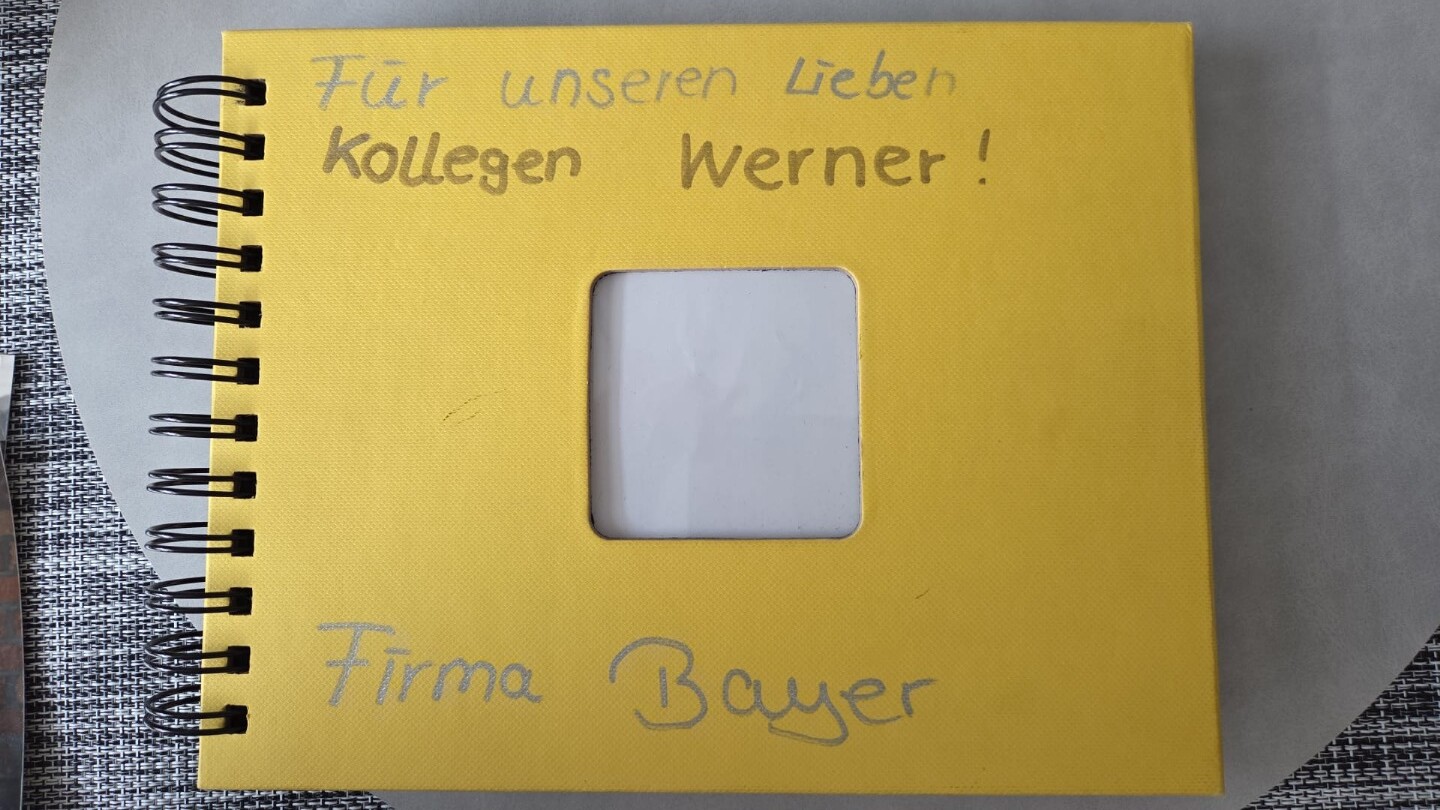 Für unseren Lieben
Kollegen Werner!
Firma Bayer